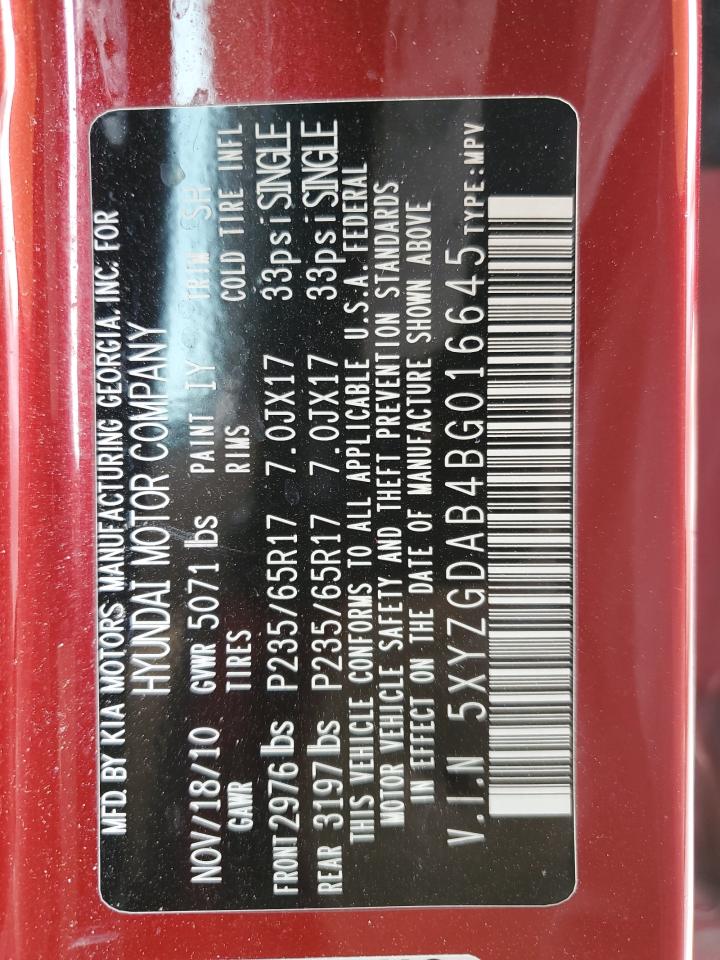 MFD. BY KIA MOTORS MANUFACTURING GEORGIA. INC. FOR
HYUNDAI MOTOR COMPANY
NOV/18/10 GVWR 5071 lbs PAINT IY TRIM SH
GAWR TIRES RIMS COLD TIRE INFL
FRONT 2976 lbs P235/65R17 7.0JX17 33psi SINGLE
REAR 3197 lbs P235/65R17 7.0JX17 33psi SINGLE
THIS VEHICLE CONFORMS TO ALL APPLICABLE U.S.A. FEDERAL
MOTOR VEHICLE SAFETY AND THEFT PREVENTION STANDARDS
IN EFFECT ON THE DATE OF MANUFACTURE SHOWN ABOVE
V.I.N 5XYZGDAB4BG016645 TYPE:MPV